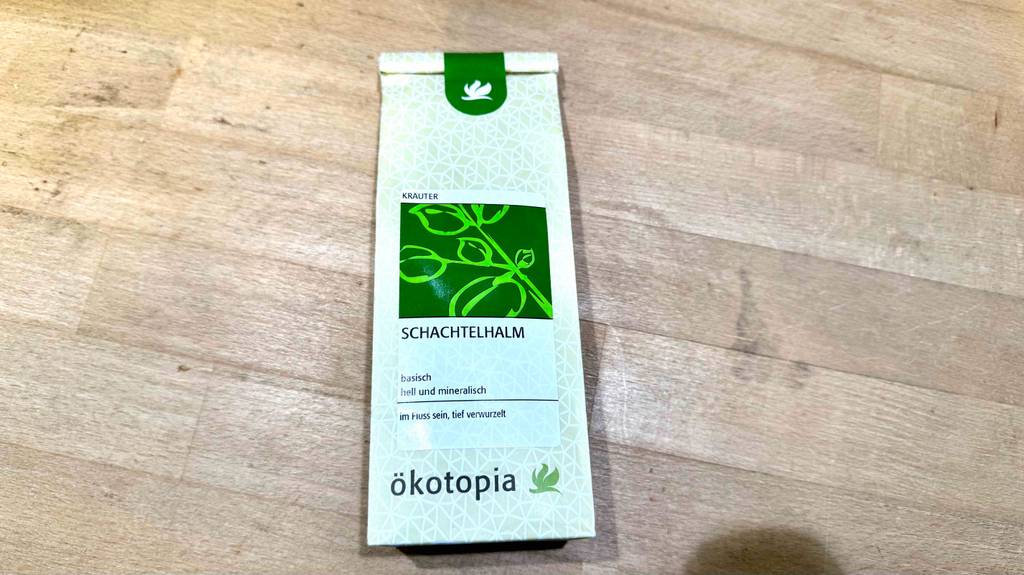 KRÄUTER
SCHACHTELHALM
basisch
hell und mineralisch
im Fluss sein, tief verwurzelt
ökotopia